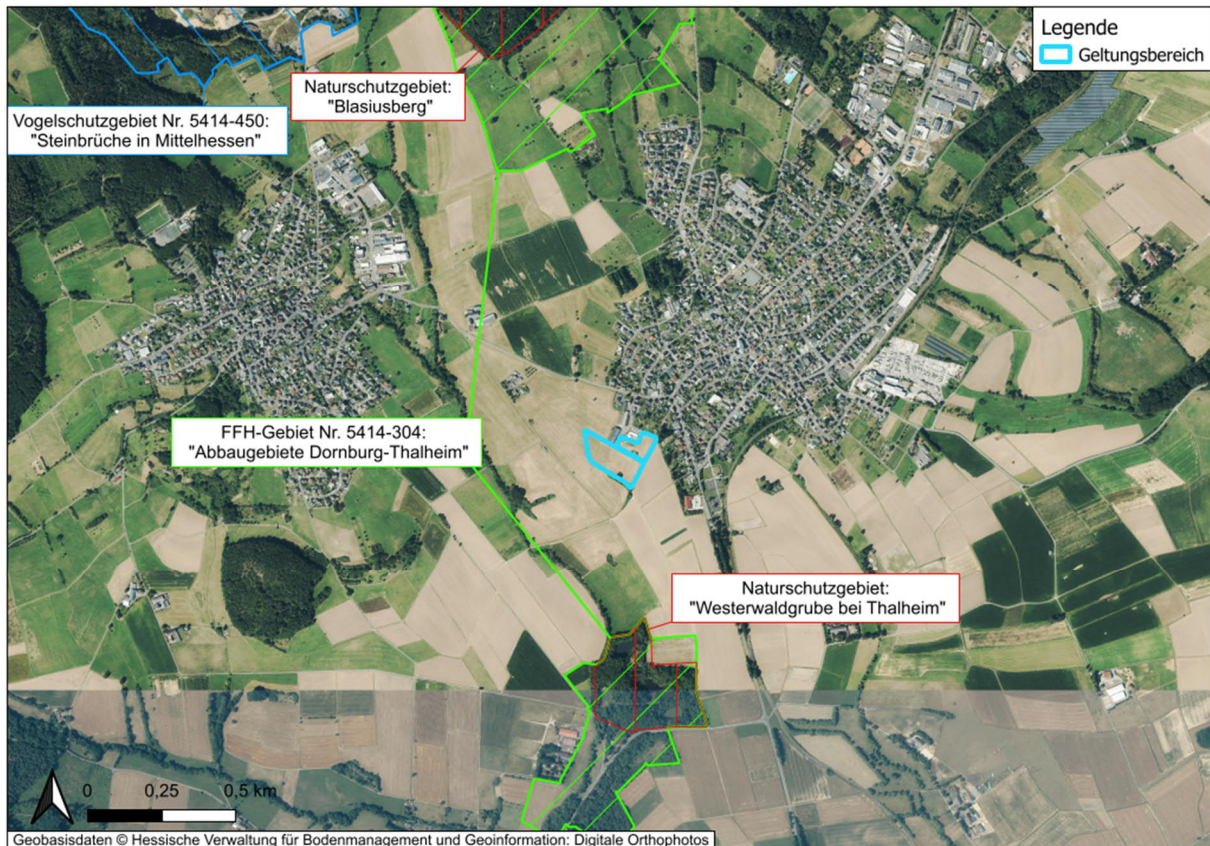 Legende
Geltungsbereich
Naturschutzgebiet:
"Blasiusberg"
Vogelschutzgebiet Nr. 5414-450:
"Steinbrüche in Mittelhessen"
FFH-Gebiet Nr. 5414-304:
"Abbaugebiete Dornburg-Thalheim"
Naturschutzgebiet:
"Westerwaldgrube bei Thalheim"
0 0,25 0,5 km
Geobasisdaten © Hessische Verwaltung für Bodenmanagement und Geoinformation: Digitale Orthophotos